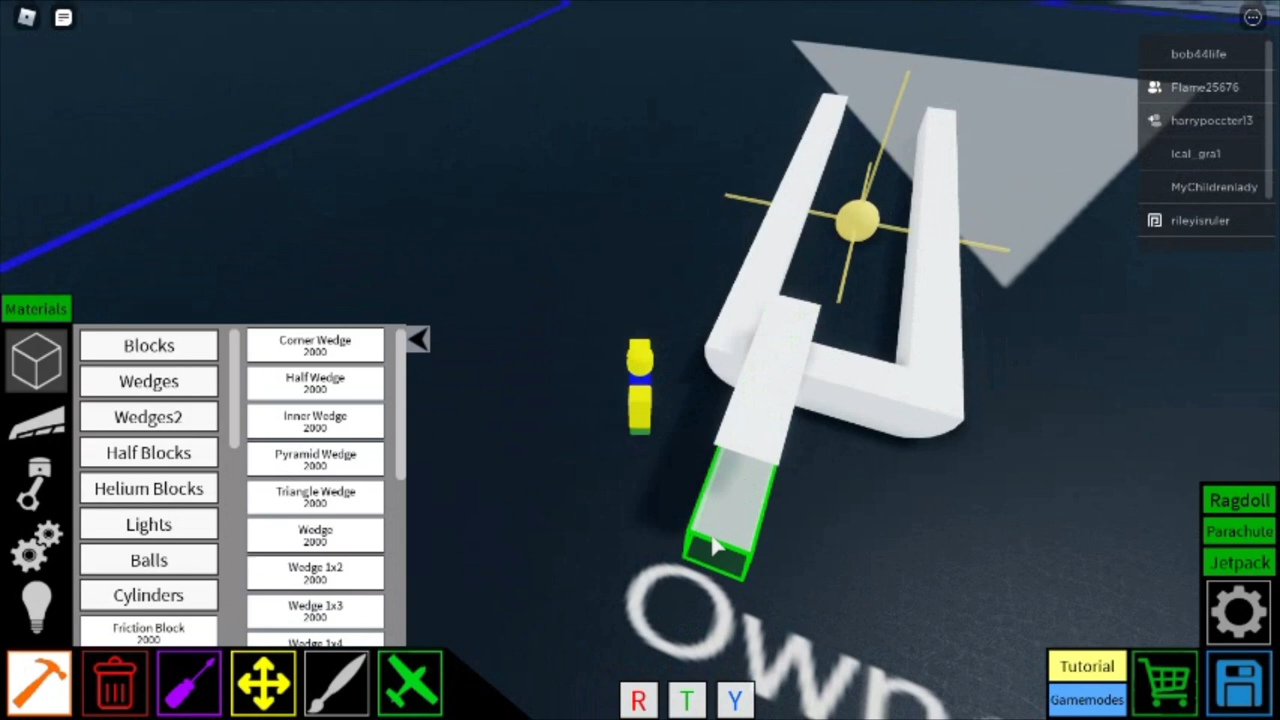 bob44life
Flame25676
harrypoccter13
MyChildrenlady
rileyisruler
Materials
Blocks
Wedges
Wedges2
Half Blocks
Helium Blocks
Lights
Balls
Cylinders
Friction Block
2000
Corner Wedge
2000
Half Wedge
2000
Inner Wedge
2000
Pyramid Wedge
2000
Triangle Wedge
2000
Wedge
2000
Wedge 1x2
2000
Wedge 1x3
2000
Wedge 1x4
Ragdoll
Parachute
Jetpack
Tutorial
Gamemodes
R T Y